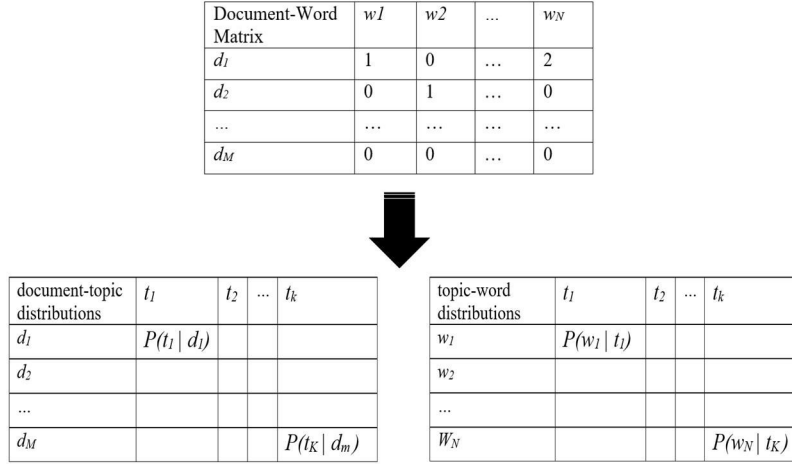 Document-Word w1 w2 ... wN
Matrix
d1 1 0 … 2
d2 0 1 … 0
... … … … …
dM 0 0 … 0
document-topic t1 t2 ... tk
distributions
d1 P(t1 | d1)
d2
...
dM P(tK | dm)
topic-word t1 t2 ... tk
distributions
w1 P(w1 | t1)
w2
...
WN P(wN | tK)